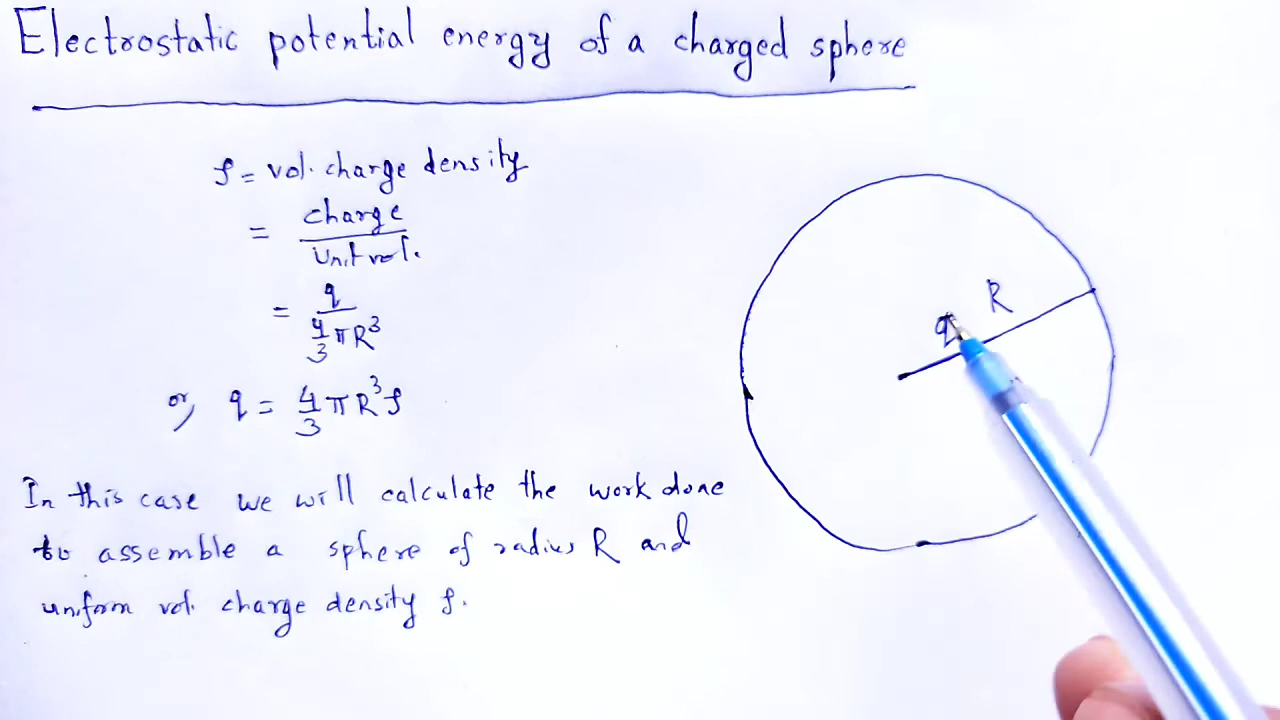 Electrostatic potential energy of a charged sphere
ρ = vol. charge density
= charge / Unit vol.
= q / 4/3 πR³
or, q = 4/3 πR³ρ
In this case we will calculate the work done
to assemble a sphere of radius R and
uniform vol. charge density ρ.
R
q